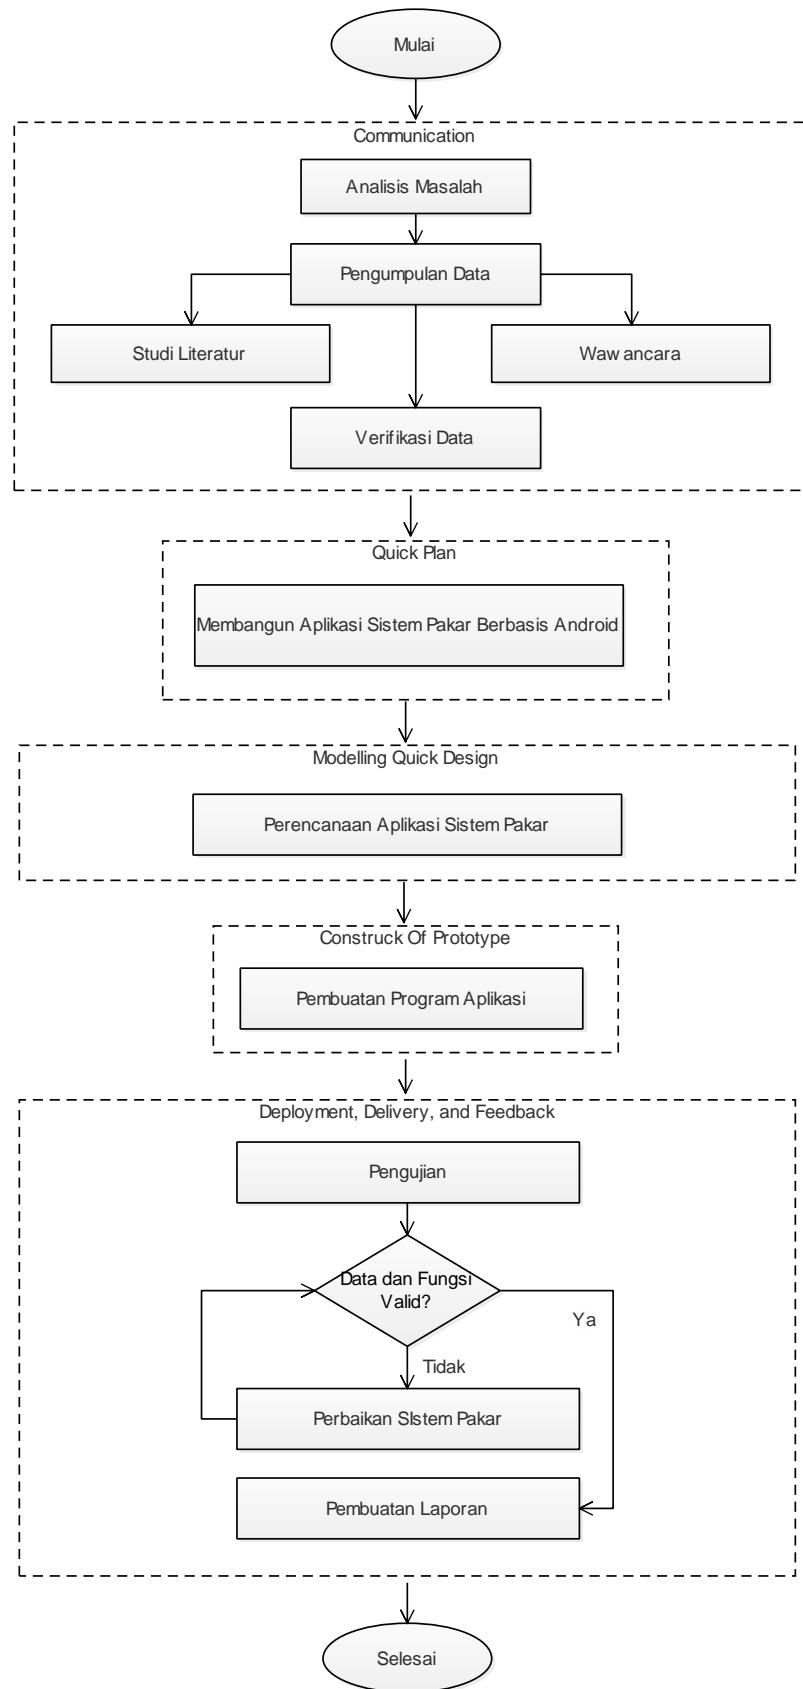 Mulai
Communication
Analisis Masalah
Pengumpulan Data
Studi Literatur
Wawancara
Verifikasi Data
Quick Plan
Membangun Aplikasi Sistem Pakar Berbasis Android
Modelling Quick Design
Perencanaan Aplikasi Sistem Pakar
Construck Of Prototype
Pembuatan Program Aplikasi
Deployment, Delivery, and Feedback
Pengujian
Data dan Fungsi
Valid?
Ya
Tidak
Perbaikan SIstem Pakar
Pembuatan Laporan
Selesai